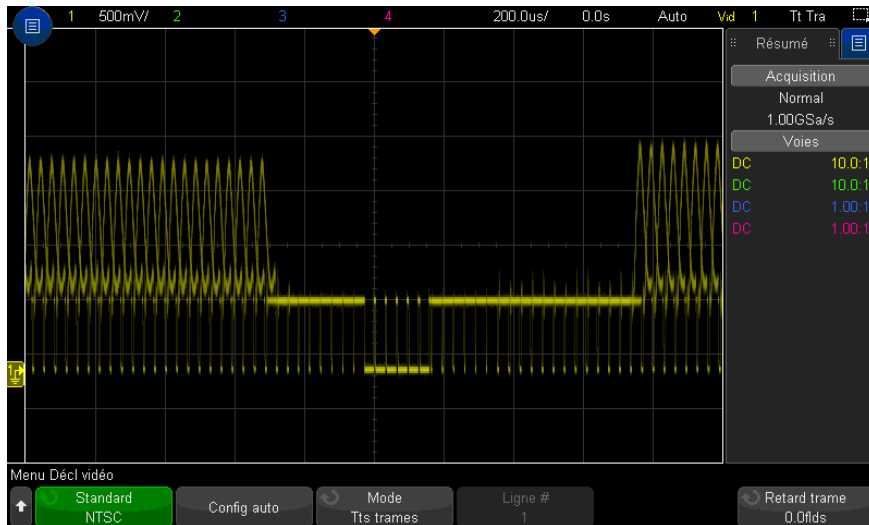 1 500mV/ 2 3 4 200.0us/ 0.0s Auto Vid 1 Tt Tra
Résumé
Acquisition
Normal
1.00GSa/s
Voies
DC 10.0:1
DC 10.0:1
DC 1.00:1
DC 1.00:1
1
Menu Décl vidéo
Standard
NTSC
Config auto
Mode
Tts trames
Ligne #
1
Retard trame
0.0flds